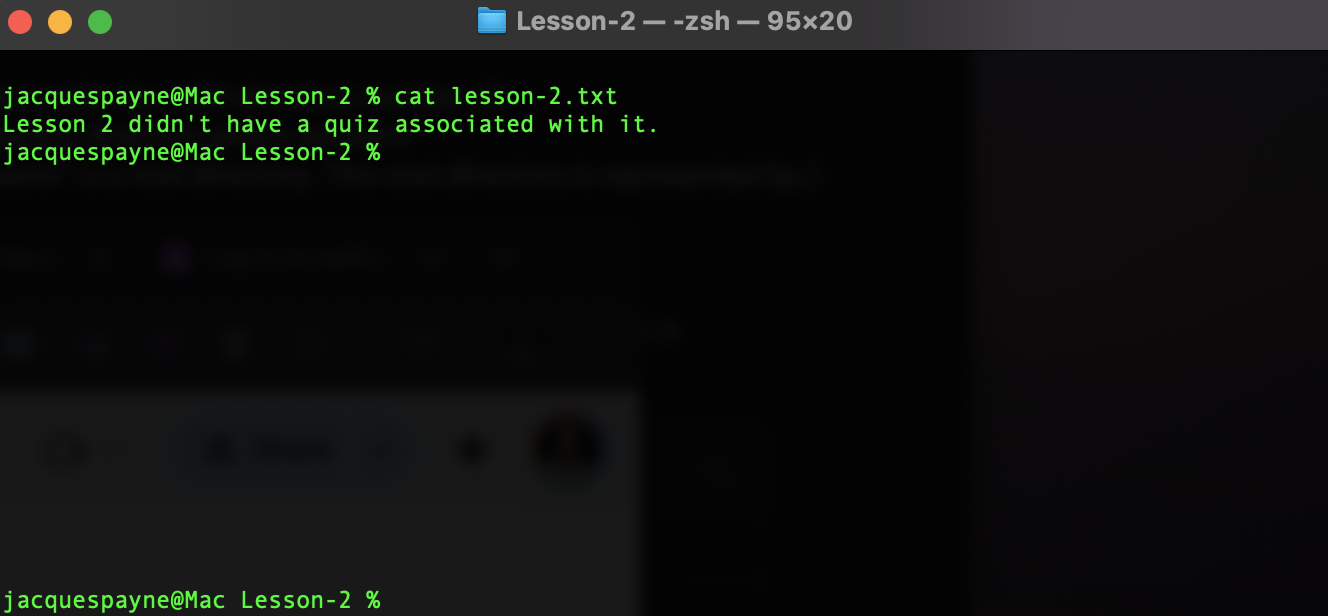 Lesson-2 — -zsh — 95×20
jacquespayne@Mac Lesson-2 % cat lesson-2.txt
Lesson 2 didn't have a quiz associated with it.
jacquespayne@Mac Lesson-2 %
Share
jacquespayne@Mac Lesson-2 %